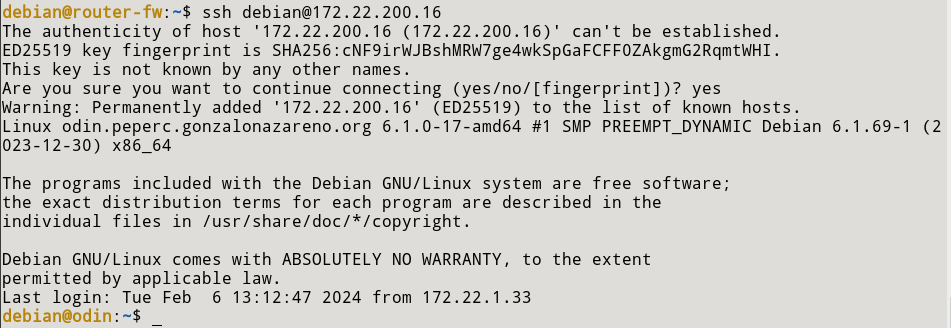 debian@router-fw:~$ ssh debian@172.22.200.16
The authenticity of host '172.22.200.16 (172.22.200.16)' can't be established.
ED25519 key fingerprint is SHA256:cNF9irWJBshMRW7ge4wkSpGaFCFF0ZAkgmG2RqmtWHI.
This key is not known by any other names.
Are you sure you want to continue connecting (yes/no/[fingerprint])? yes
Warning: Permanently added '172.22.200.16' (ED25519) to the list of known hosts.
Linux odin.peperc.gonzalonazareno.org 6.1.0-17-amd64 #1 SMP PREEMPT_DYNAMIC Debian 6.1.69-1 (2
023-12-30) x86_64

The programs included with the Debian GNU/Linux system are free software;
the exact distribution terms for each program are described in the
individual files in /usr/share/doc/*/copyright.

Debian GNU/Linux comes with ABSOLUTELY NO WARRANTY, to the extent
permitted by applicable law.
Last login: Tue Feb  6 13:12:47 2024 from 172.22.1.33
debian@odin:~$ _